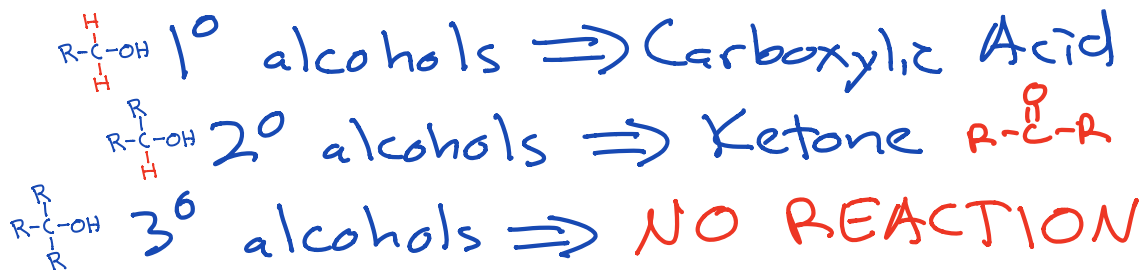 R-C-OH H H 1° alcohols ⇒ Carboxylic Acid
R-C-OH R H 2° alcohols ⇒ Ketone R-C-R O
R-C-OH R R 3° alcohols ⇒ NO REACTION